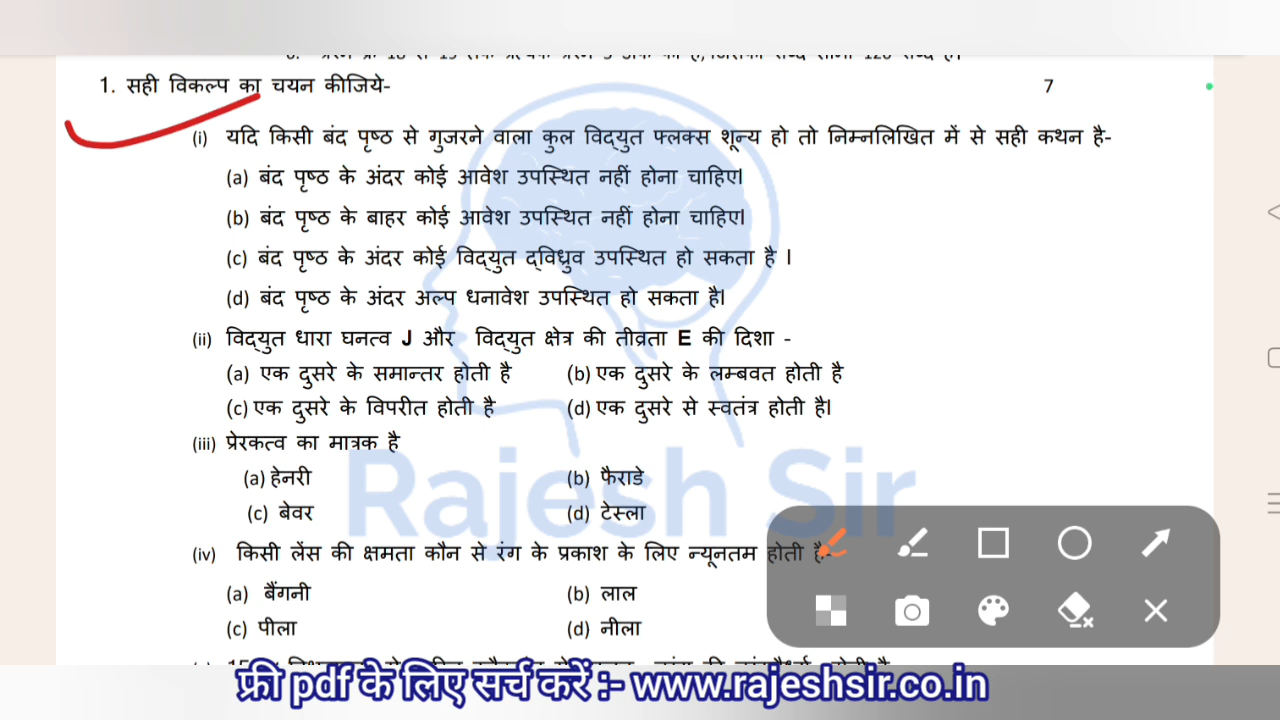 1. सही विकल्प का चयन कीजिये- 7
(i) यदि किसी बंद पृष्ठ से गुजरने वाला कुल विद्युत फ्लक्स शून्य हो तो निम्नलिखित में से सही कथन है-
(a) बंद पृष्ठ के अंदर कोई आवेश उपस्थित नहीं होना चाहिए।
(b) बंद पृष्ठ के बाहर कोई आवेश उपस्थित नहीं होना चाहिए।
(c) बंद पृष्ठ के अंदर कोई विद्युत द्विध्रुव उपस्थित हो सकता है ।
(d) बंद पृष्ठ के अंदर अल्प धनावेश उपस्थित हो सकता है।
(ii) विद्युत धारा घनत्व J और विद्युत क्षेत्र की तीव्रता E की दिशा -
(a) एक दुसरे के समान्तर होती है (b) एक दुसरे के लम्बवत होती है
(c) एक दुसरे के विपरीत होती है (d) एक दुसरे से स्वतंत्र होती है।
(iii) प्रेरकत्व का मात्रक है
(a) हेनरी (b) फैराडे
Rajesh Sir
(c) बेवर (d) टेस्ला
(iv) किसी लेंस की क्षमता कौन से रंग के प्रकाश के लिए न्यूनतम होती है-
(a) बैंगनी (b) लाल
(c) पीला (d) नीला
फ्री pdf के लिए सर्च करें :- www.rajeshsir.co.in